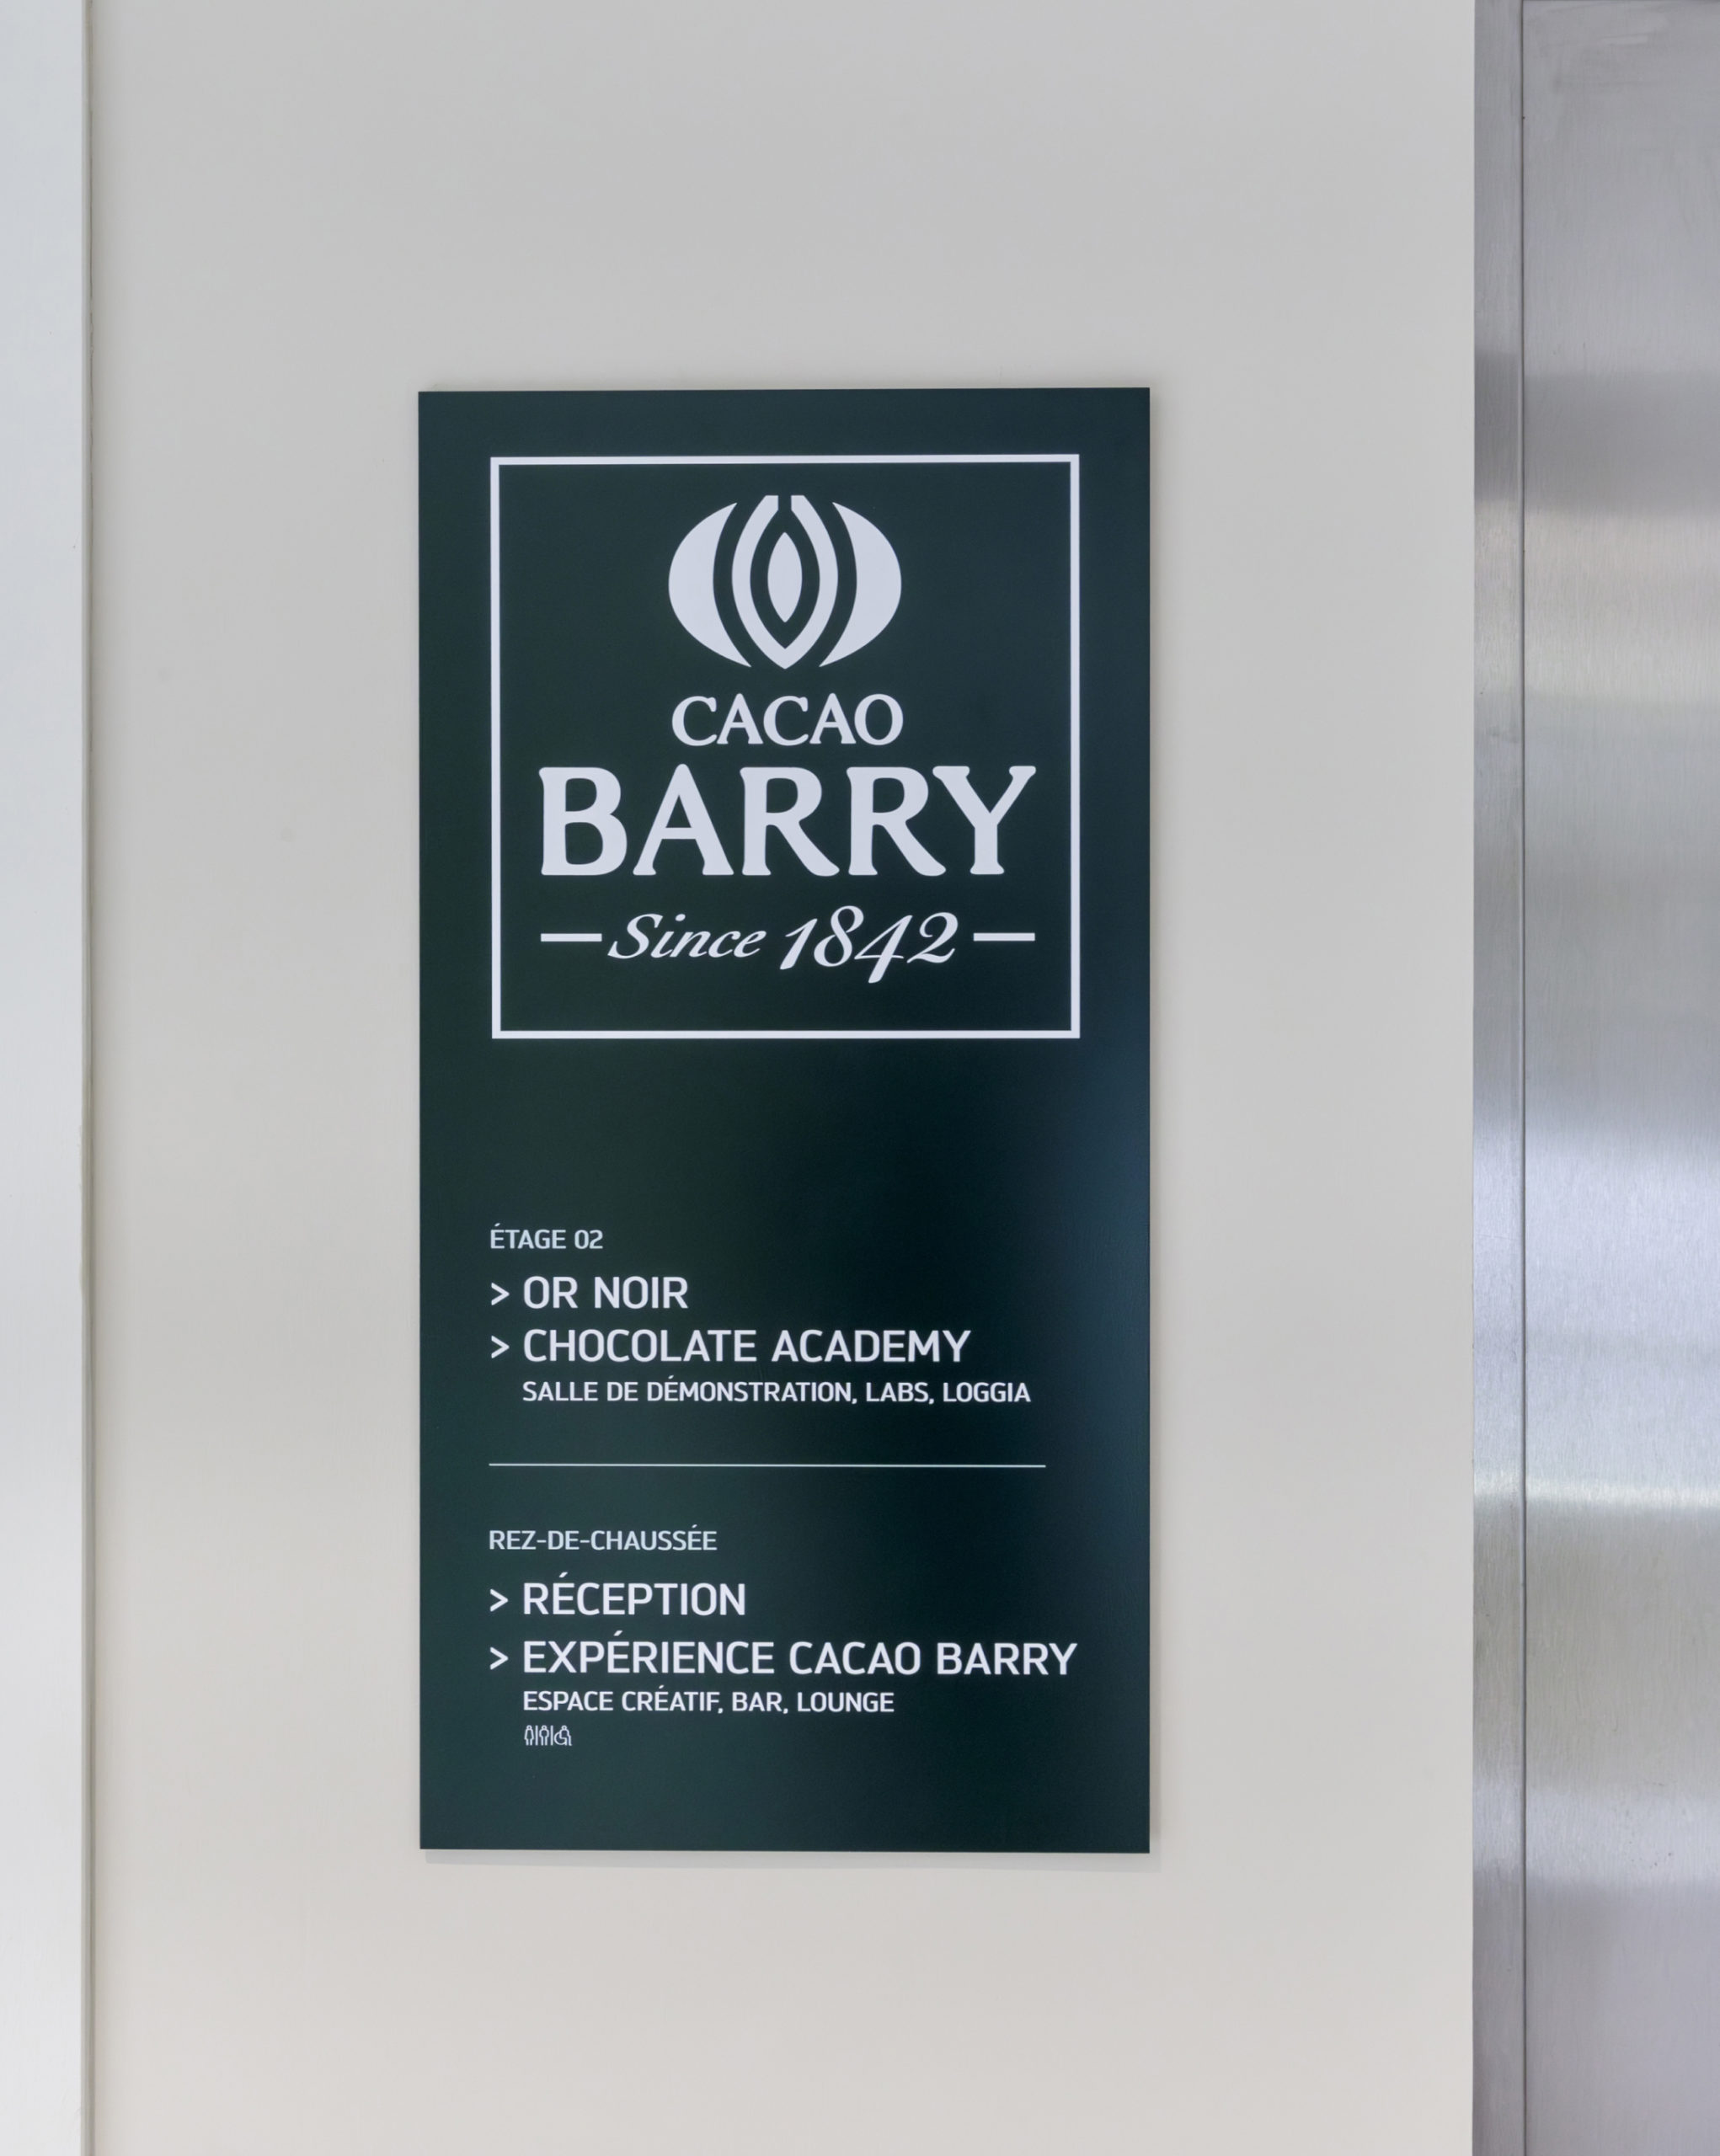 CACAO
BARRY
Since 1842
ÉTAGE 02
> OR NOIR
> CHOCOLATE ACADEMY
SALLE DE DÉMONSTRATION, LABS, LOGGIA
REZ-DE-CHAUSSÉE
> RÉCEPTION
> EXPÉRIENCE CACAO BARRY
ESPACE CRÉATIF, BAR, LOUNGE